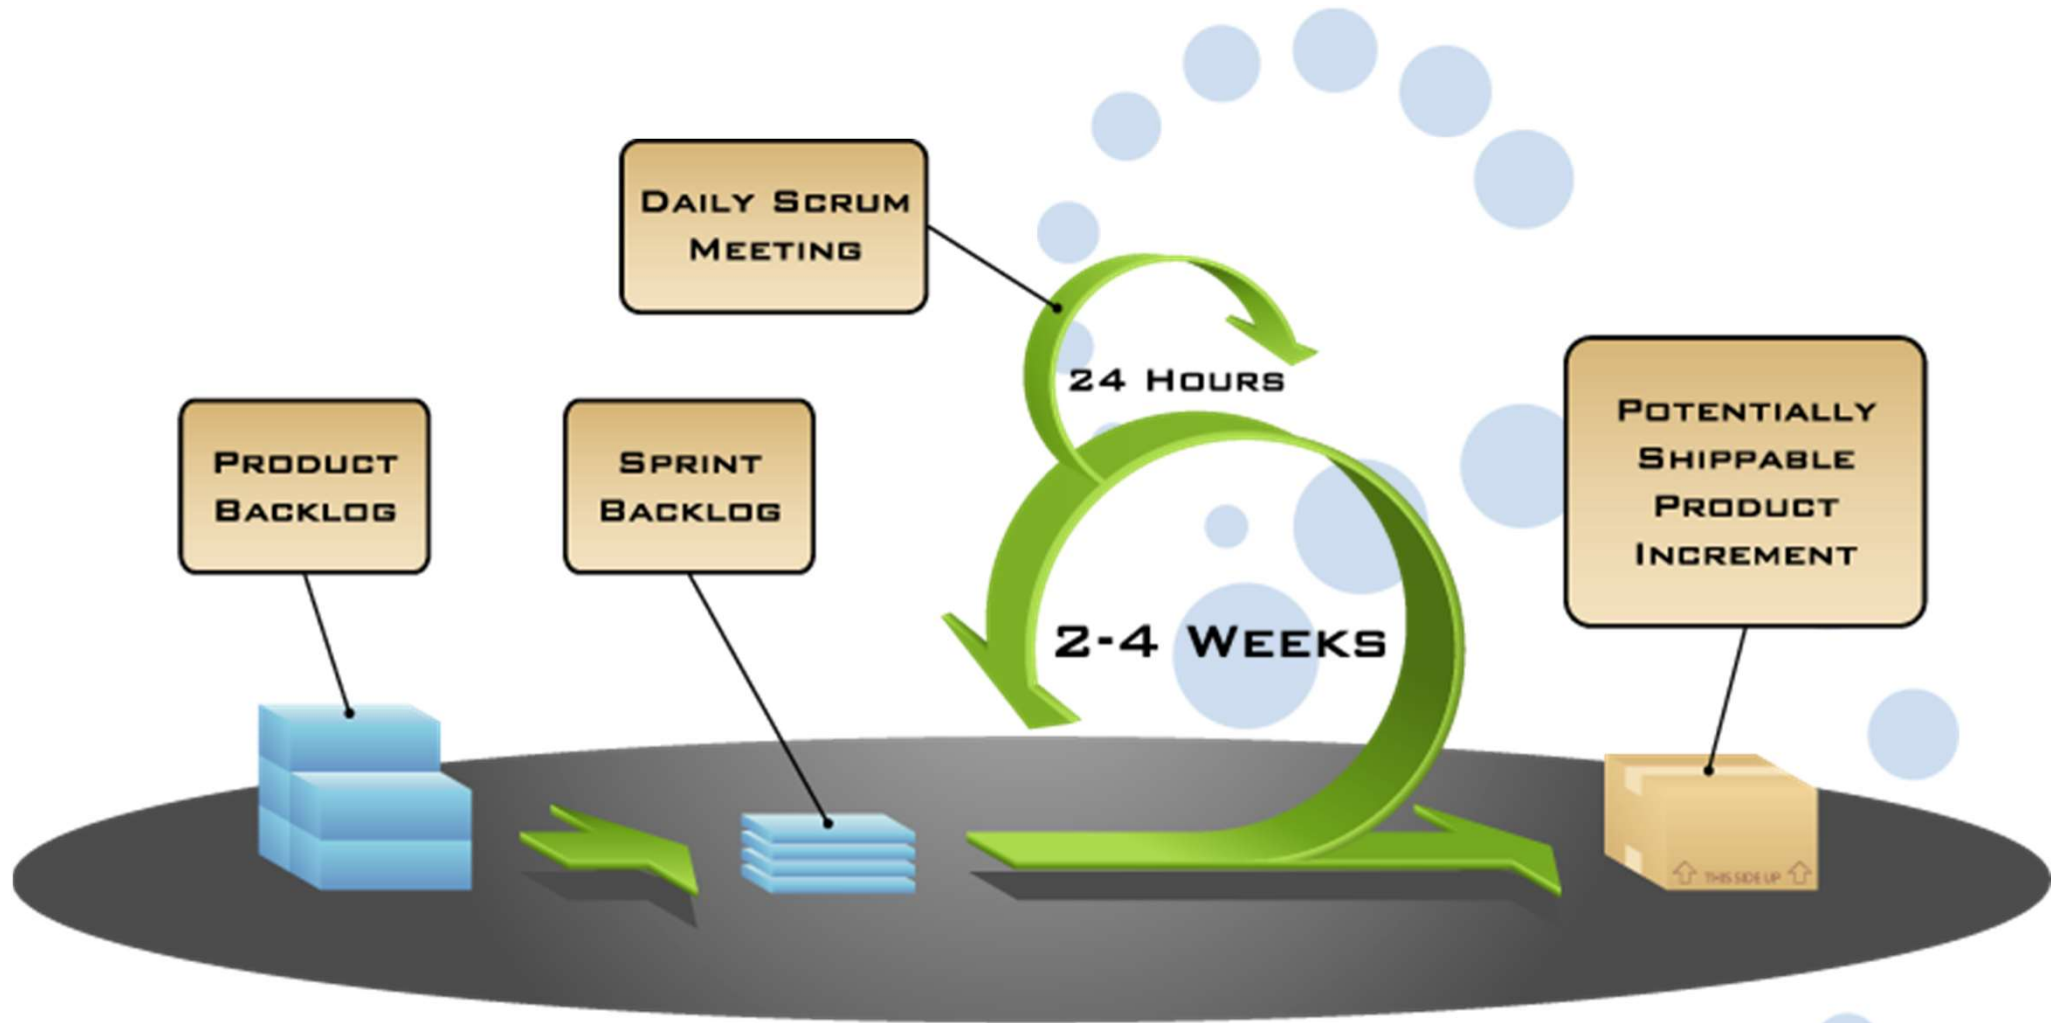 DAILY SCRUM
MEETING
24 HOURS
PRODUCT
BACKLOG
SPRINT
BACKLOG
POTENTIALLY
SHIPPABLE
PRODUCT
INCREMENT
2-4 WEEKS
THIS SIDE UP